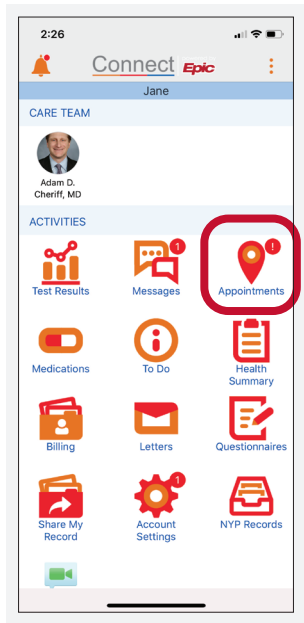 2:26
Connect Epic
Jane
CARE TEAM
Adam D.
Cheriff, MD
ACTIVITIES
1
!
Test Results
Messages
Appointments
Medications
To Do
Health
Summary
Billing
Letters
Questionnaires
1
Share My
Record
Account
Settings
NYP Records